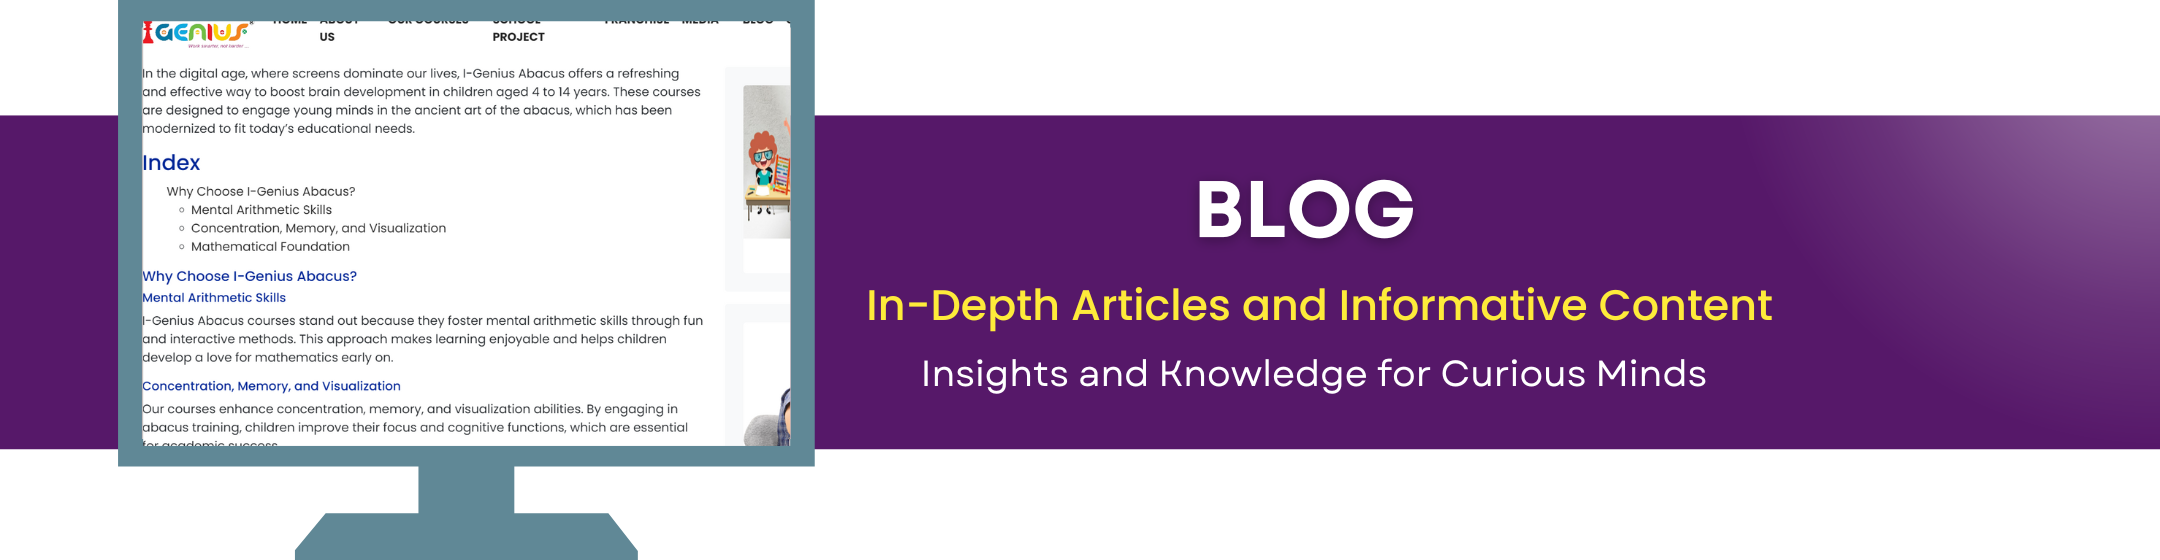 iGENIUS
Work smarter, not harder ...
HOME ABOUT US OUR COURSES SCHOOL PROJECT FRANCHISE MEDIA BLOG
In the digital age, where screens dominate our lives, I-Genius Abacus offers a refreshing
and effective way to boost brain development in children aged 4 to 14 years. These courses
are designed to engage young minds in the ancient art of the abacus, which has been
modernized to fit today's educational needs.
Index
Why Choose I-Genius Abacus?
Mental Arithmetic Skills
Concentration, Memory, and Visualization
Mathematical Foundation
Why Choose I-Genius Abacus?
Mental Arithmetic Skills
I-Genius Abacus courses stand out because they foster mental arithmetic skills through fun
and interactive methods. This approach makes learning enjoyable and helps children
develop a love for mathematics early on.
Concentration, Memory, and Visualization
Our courses enhance concentration, memory, and visualization abilities. By engaging in
abacus training, children improve their focus and cognitive functions, which are essential
for academic success.
BLOG
In-Depth Articles and Informative Content
Insights and Knowledge for Curious Minds